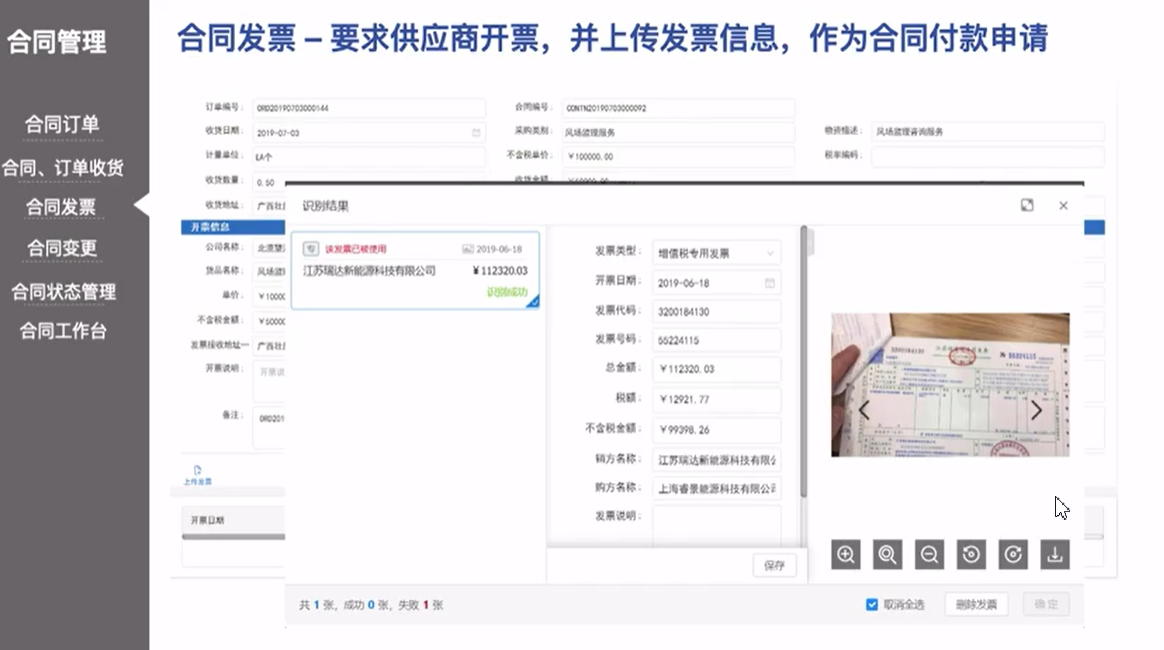 合同管理
合同订单
合同、订单收货
合同发票
合同变更
合同状态管理
合同工作台
合同发票 – 要求供应商开票，并上传发票信息，作为合同付款申请
订单编号： ORD20190703000144 合同编号： CONTN20190703000092
收货日期： 2019-07-03 采购类别： 风场监理服务 物资描述： 风场监理咨询服务
计量单位： LA个 不含税单价： ￥100000.00 税率编码：
收货数量： 0.50 收货金额：
收货地址： 广西壮
开票信息
公司名称： 北流望
货品名称： 风场监
单价： ￥1000
不含税金额： ￥5000
发票接收地址 广西壮
开票说明： 开票说
备注： ORD201
上传发票
开票日期
识别结果
专 该发票已被使用 2019-06-18
江苏瑞达新能源科技有限公司 ￥112320.03
识别成功
发票类型： 增值税专用发票
开票日期： 2019-06-18
发票代码： 3200184130
发票号码： 55224115
总金额： ￥112320.03
税额： ￥12921.77
不含税金额： ￥99398.26
销方名称： 江苏瑞达新能源科技有限公
购方名称： 上海睿景能源科技有限公司
发票说明：
保存
№ 55224115
共 1 张，成功 0 张，失败 1 张
取消全选 删除发票 确定